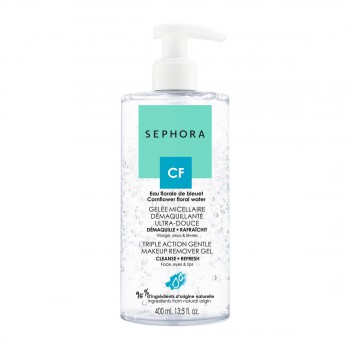 SEPHORA
CF
Eau florale de bleuet
Cornflower floral water
GELÉE MICELLAIRE
DÉMAQUILLANTE
ULTRA-DOUCE
DÉMAQUILLE + RAFRAÎCHIT
Visage, yeux & lèvres
TRIPLE ACTION GENTLE
MAKEUP REMOVER GEL
CLEANSE + REFRESH
Face, eyes & lips
% d'ingrédients d'origine naturelle
ingredients from natural origin
400 ml. 13.5 fl. oz.